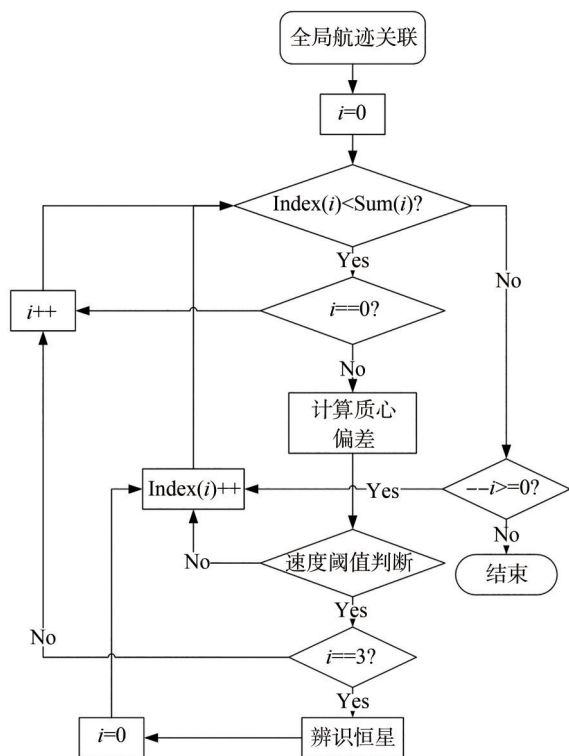 全局航迹关联
i=0
Index(i)<Sum(i)?
Yes
No
i++
i==0?
No
计算质心
偏差
Index(i)++
Yes
--i>=0?
No
速度阈值判断
No
结束
Yes
No
i==3?
Yes
i=0
辨识恒星